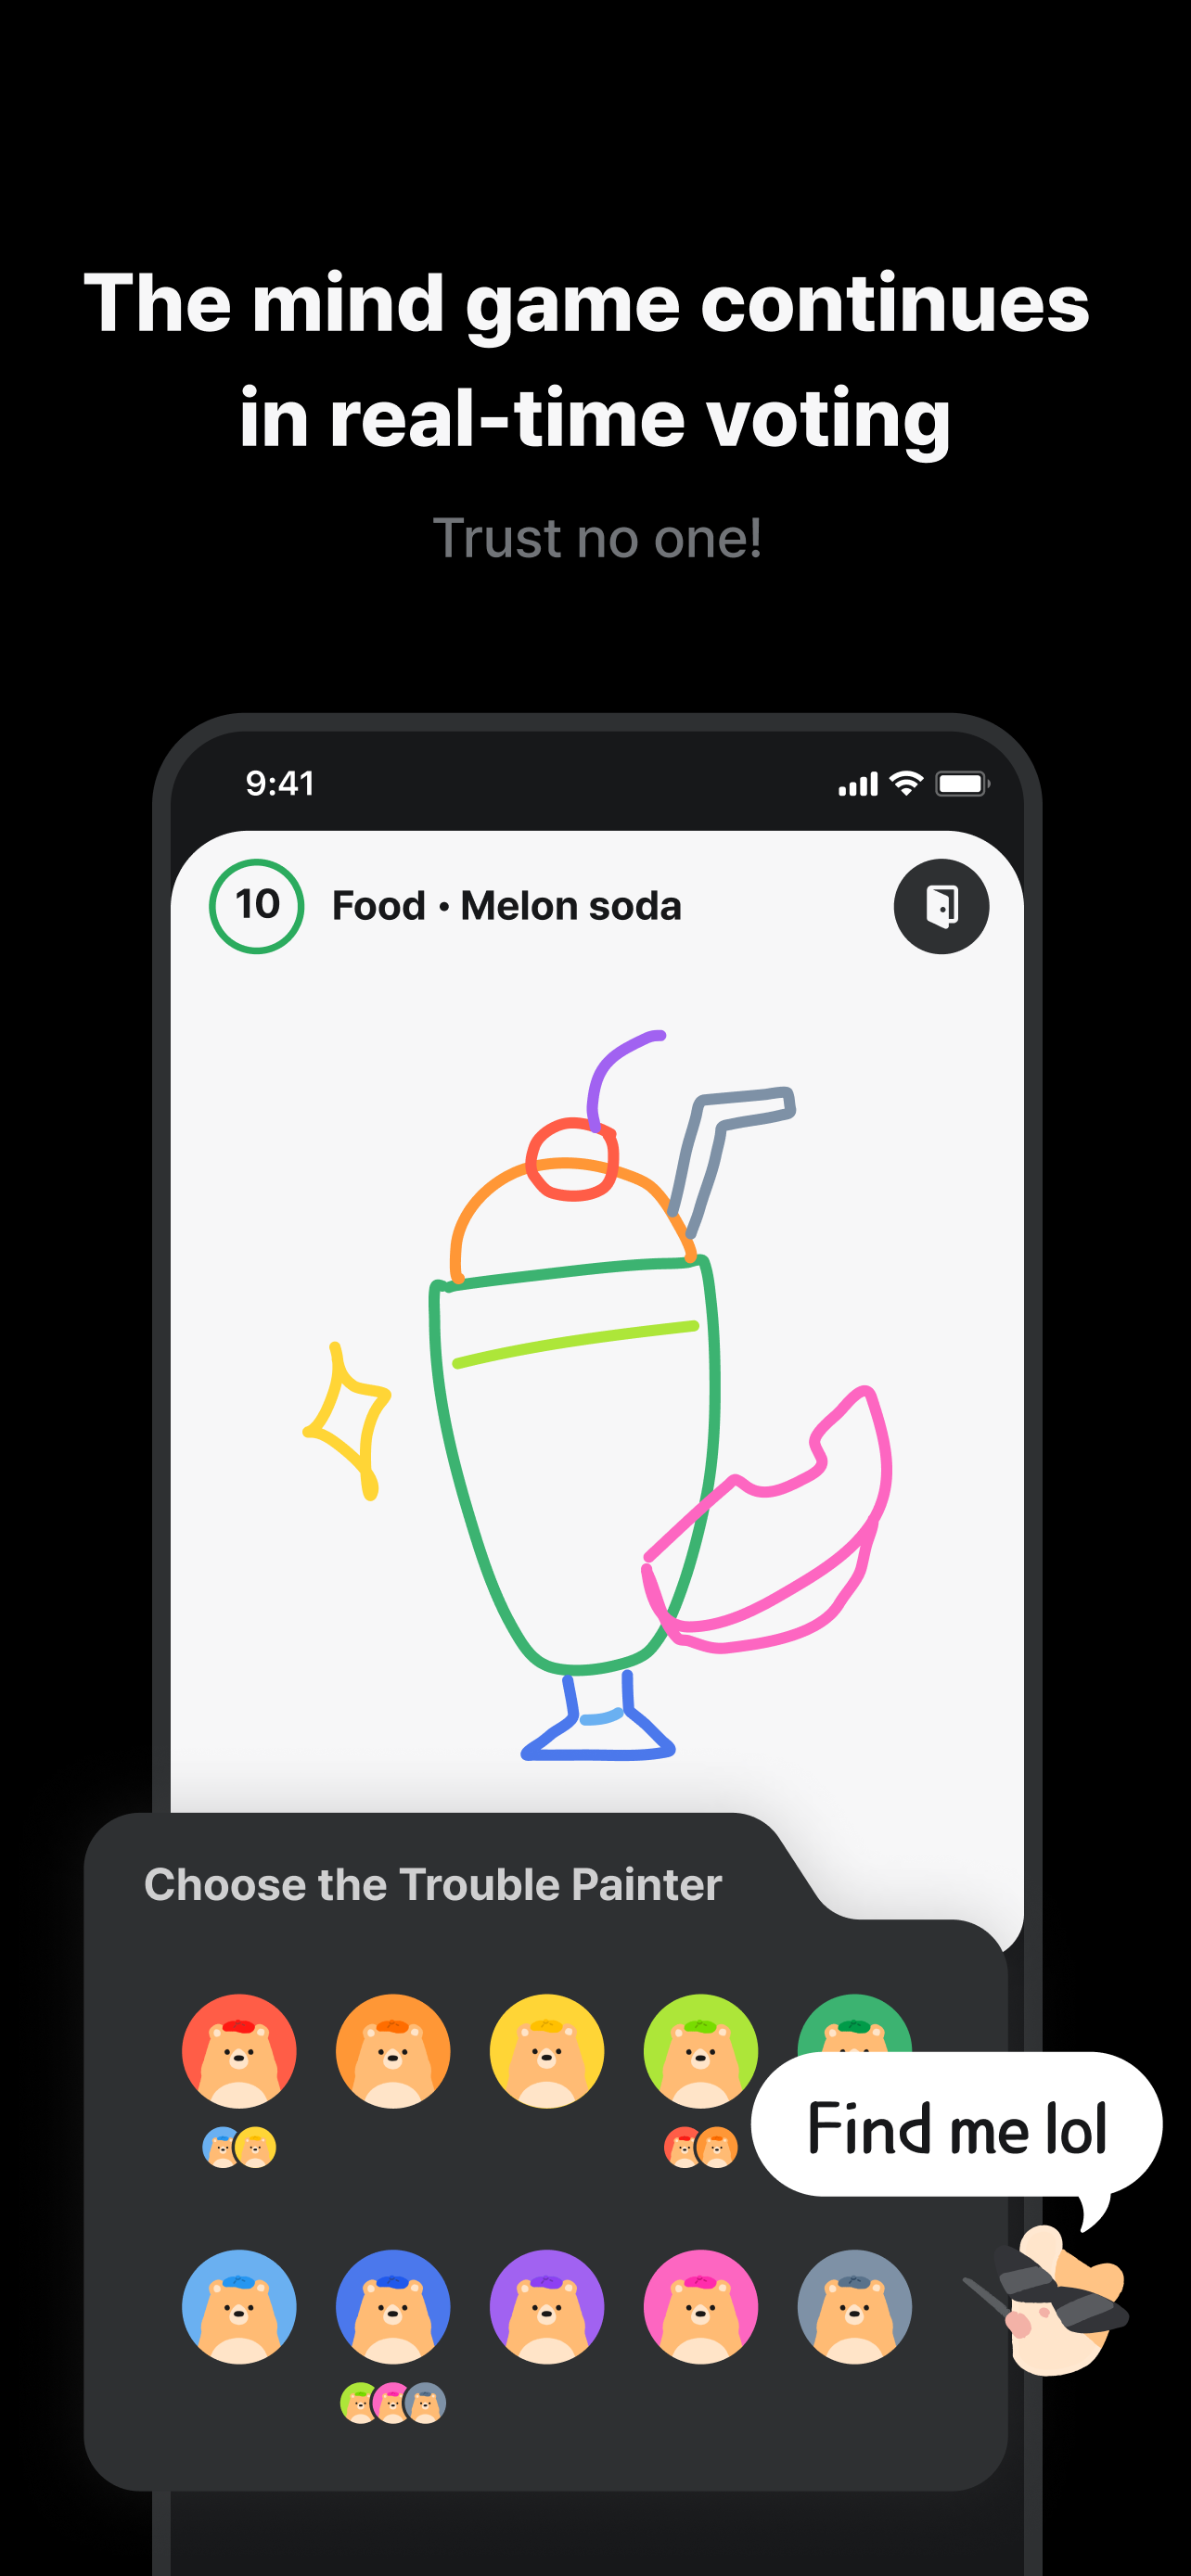 The mind game continues
in real-time voting
Trust no one!
9:41
10
Food • Melon soda
Choose the Trouble Painter
Find me lol